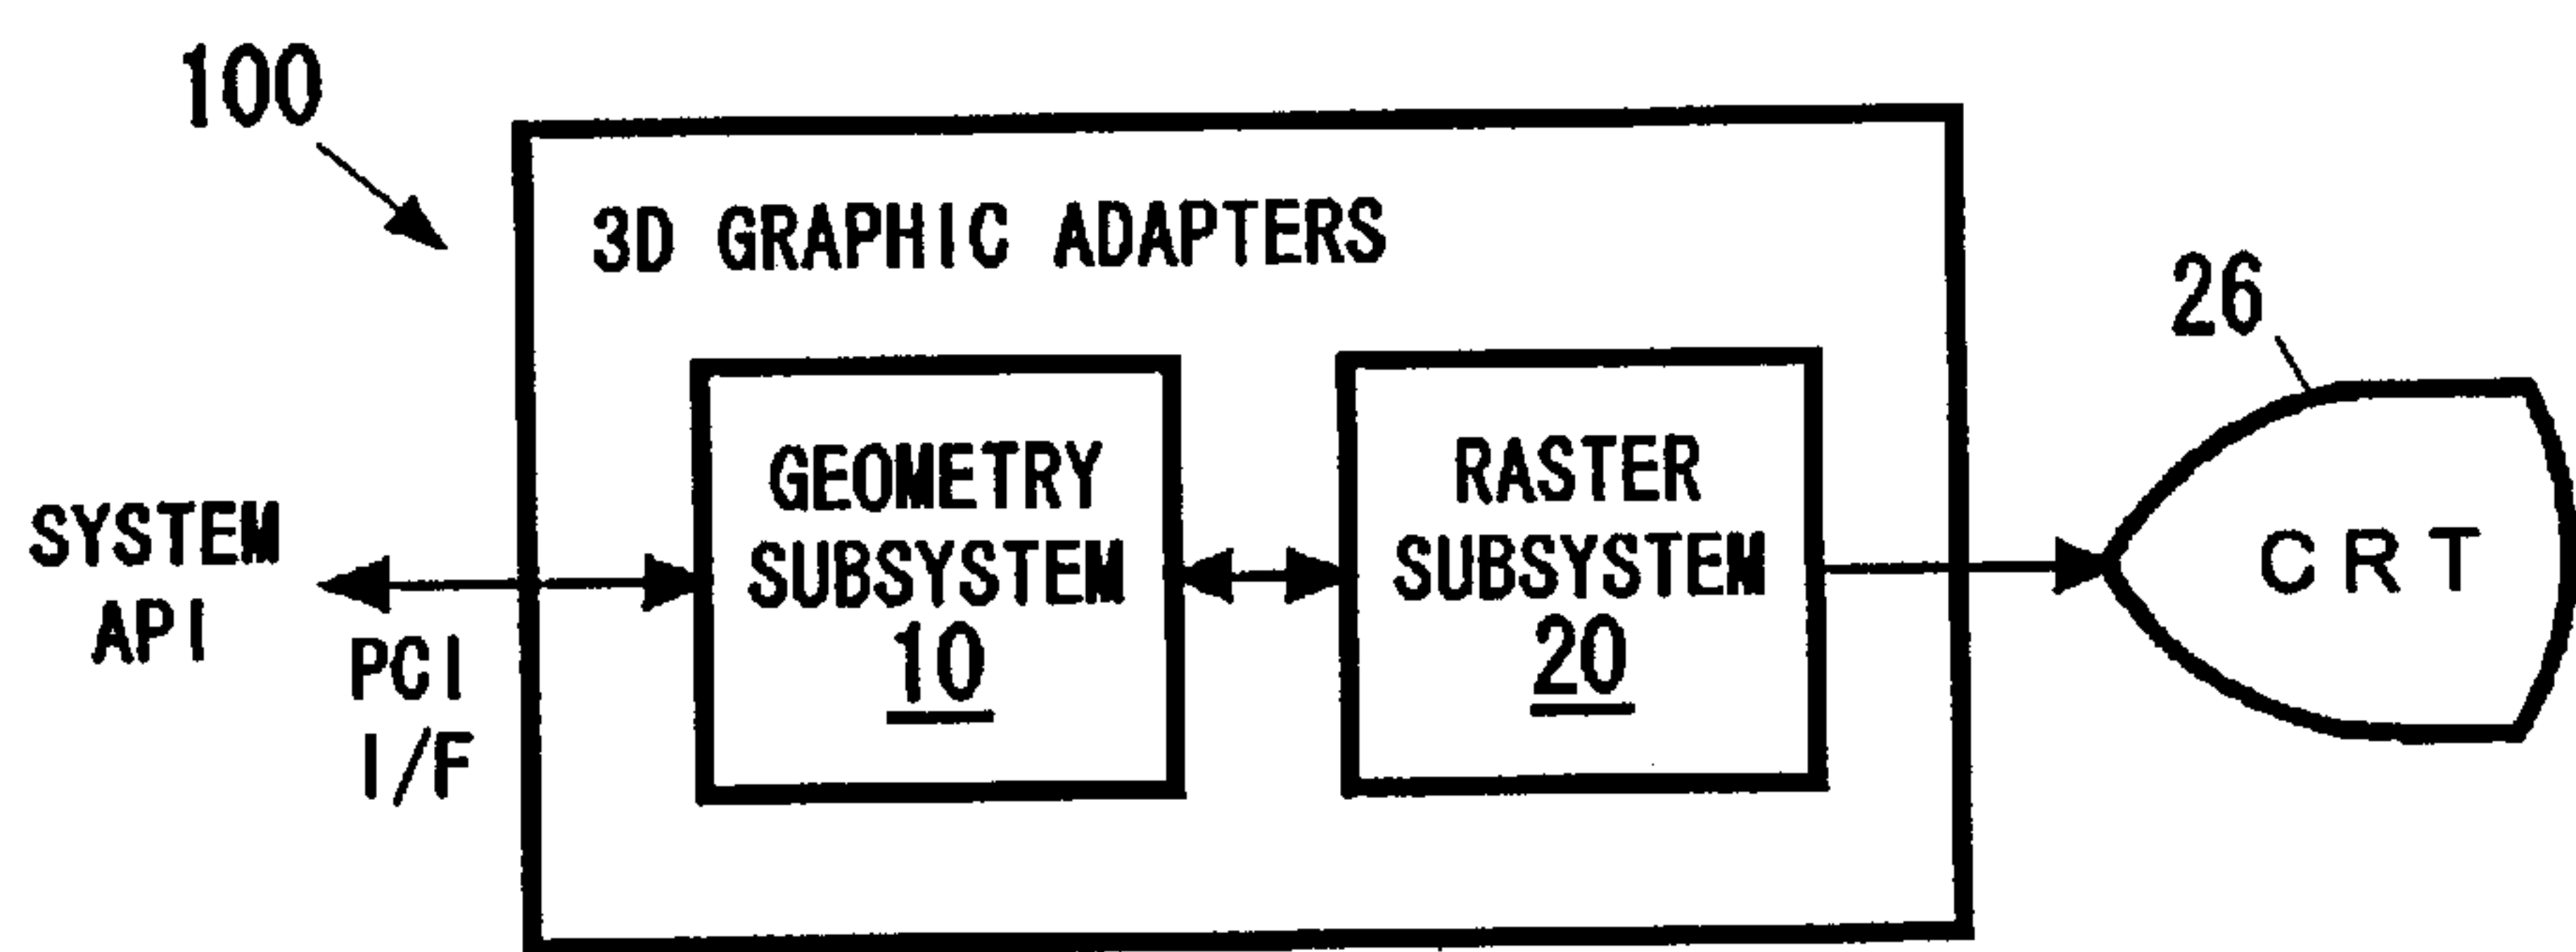 100
3D GRAPHIC ADAPTERS
26
SYSTEM
API
PCI
I/F
GEOMETRY
SUBSYSTEM
10
RASTER
SUBSYSTEM
20
CRT